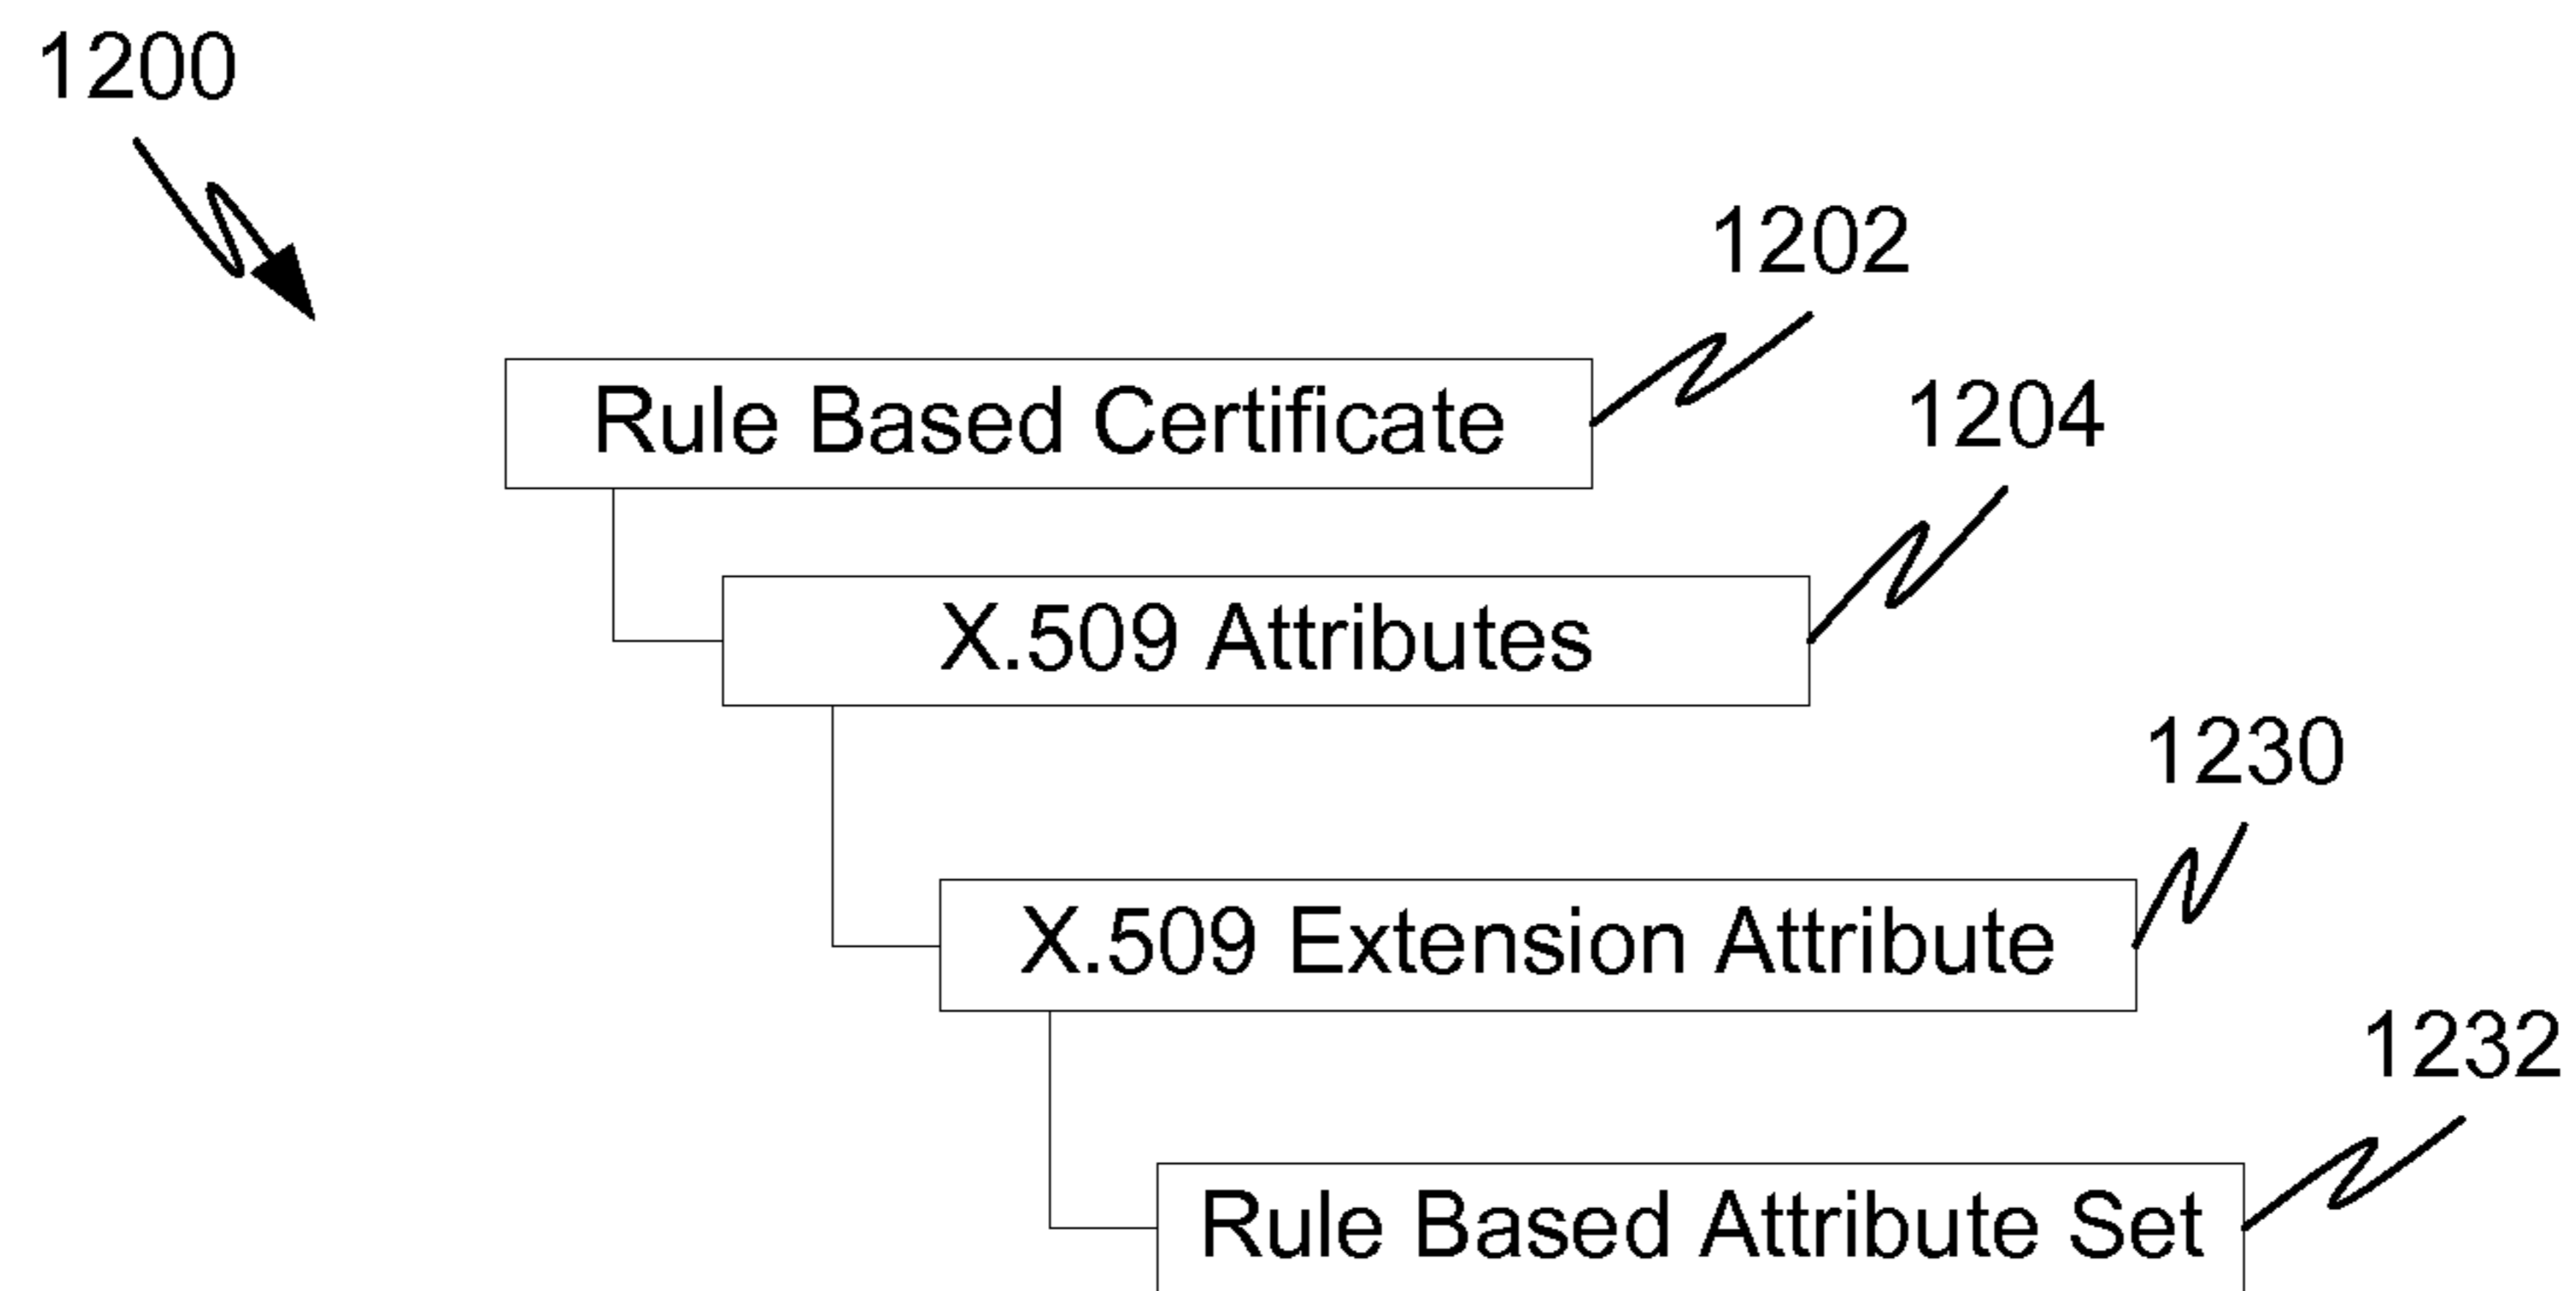 1200
1202
Rule Based Certificate
1204
X.509 Attributes
1230
X.509 Extension Attribute
1232
Rule Based Attribute Set